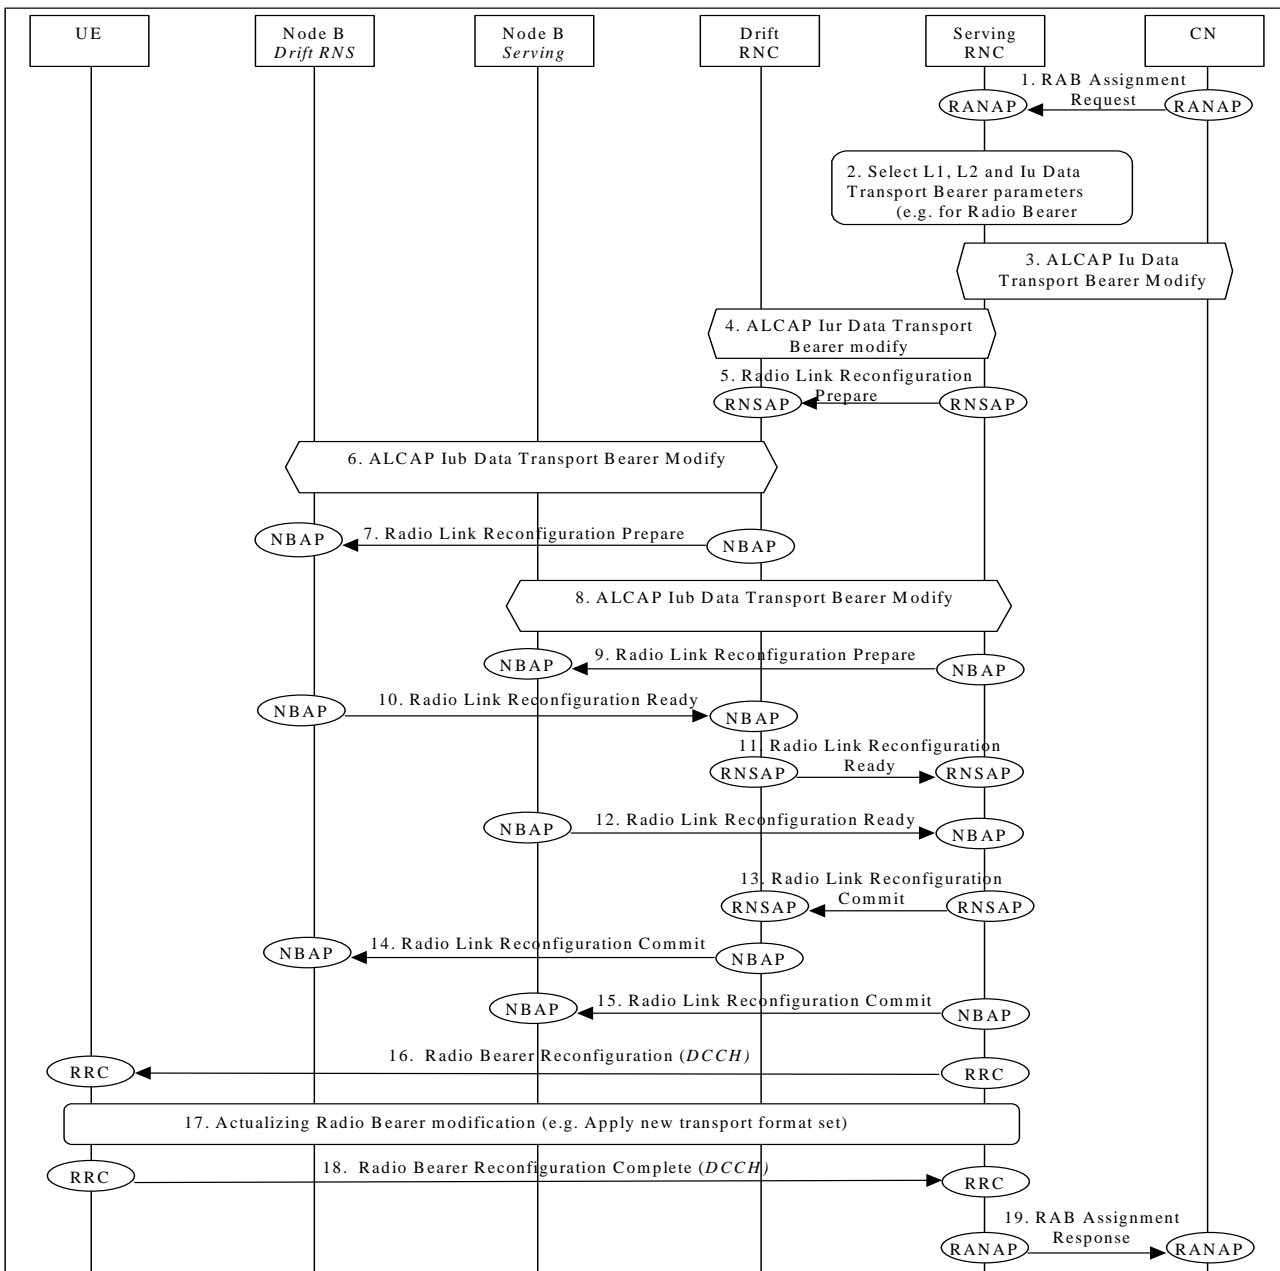 UE
Node B
Drift RNS
Node B
Serving
Drift
RNC
Serving
RNC
CN
1. RAB Assignment
Request
RANAP
RANAP
2. Select L1, L2 and Iu Data
Transport Bearer parameters
(e.g. for Radio Bearer
3. ALCAP Iu Data
Transport Bearer Modify
4. ALCAP Iur Data Transport
Bearer modify
5. Radio Link Reconfiguration
Prepare
RNSAP
RNSAP
6. ALCAP Iub Data Transport Bearer Modify
7. Radio Link Reconfiguration Prepare
NBAP
NBAP
8. ALCAP Iub Data Transport Bearer Modify
9. Radio Link Reconfiguration Prepare
NBAP
NBAP
10. Radio Link Reconfiguration Ready
NBAP
NBAP
11. Radio Link Reconfiguration
Ready
RNSAP
RNSAP
12. Radio Link Reconfiguration Ready
NBAP
NBAP
13. Radio Link Reconfiguration
Commit
RNSAP
RNSAP
14. Radio Link Reconfiguration Commit
NBAP
NBAP
15. Radio Link Reconfiguration Commit
NBAP
NBAP
16. Radio Bearer Reconfiguration (DCCH)
RRC
RRC
17. Actualizing Radio Bearer modification (e.g. Apply new transport format set)
18. Radio Bearer Reconfiguration Complete (DCCH)
RRC
RRC
19. RAB Assignment
Response
RANAP
RANAP